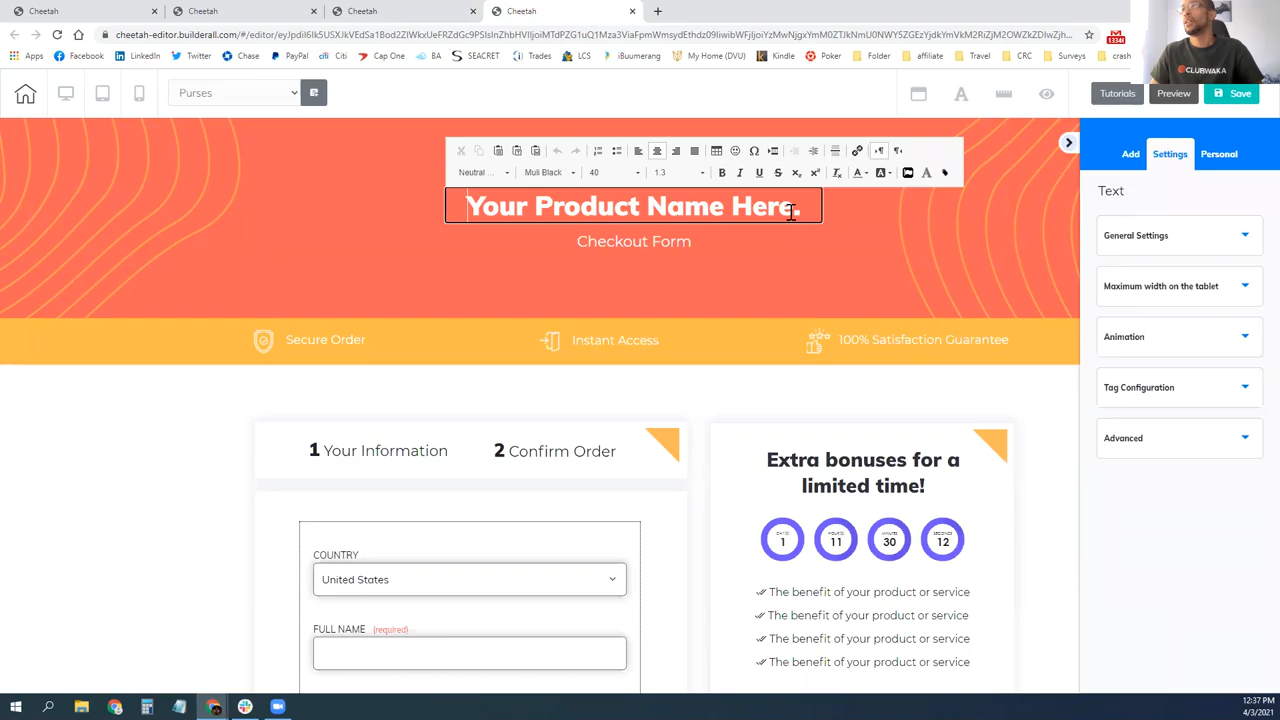 Cheetah
Cheetah
Cheetah
Cheetah
Apps
Facebook
LinkedIn
Twitter
Chase
PayPal
Citi
Cap One
BA
SEACRET
Trades
LCS
iBuumerang
My Home (DVU)
Kindle
Poker
Folder
affiliate
Travel
CRC
Surveys
crash
CLUBWAKA
Purses
Tutorials
Preview
Save
Neutral ...
Muli Black
40
1.3
Your Product Name Here.
Checkout Form
Secure Order
Instant Access
100% Satisfaction Guarantee
Add
Settings
Personal
Text
General Settings
Maximum width on the tablet
Animation
Tag Configuration
Advanced
1 Your Information
2 Confirm Order
COUNTRY
United States
FULL NAME (required)
Extra bonuses for a
limited time!
1
11
30
12
The benefit of your product or service
The benefit of your product or service
The benefit of your product or service
The benefit of your product or service
12:37 PM
4/3/2021